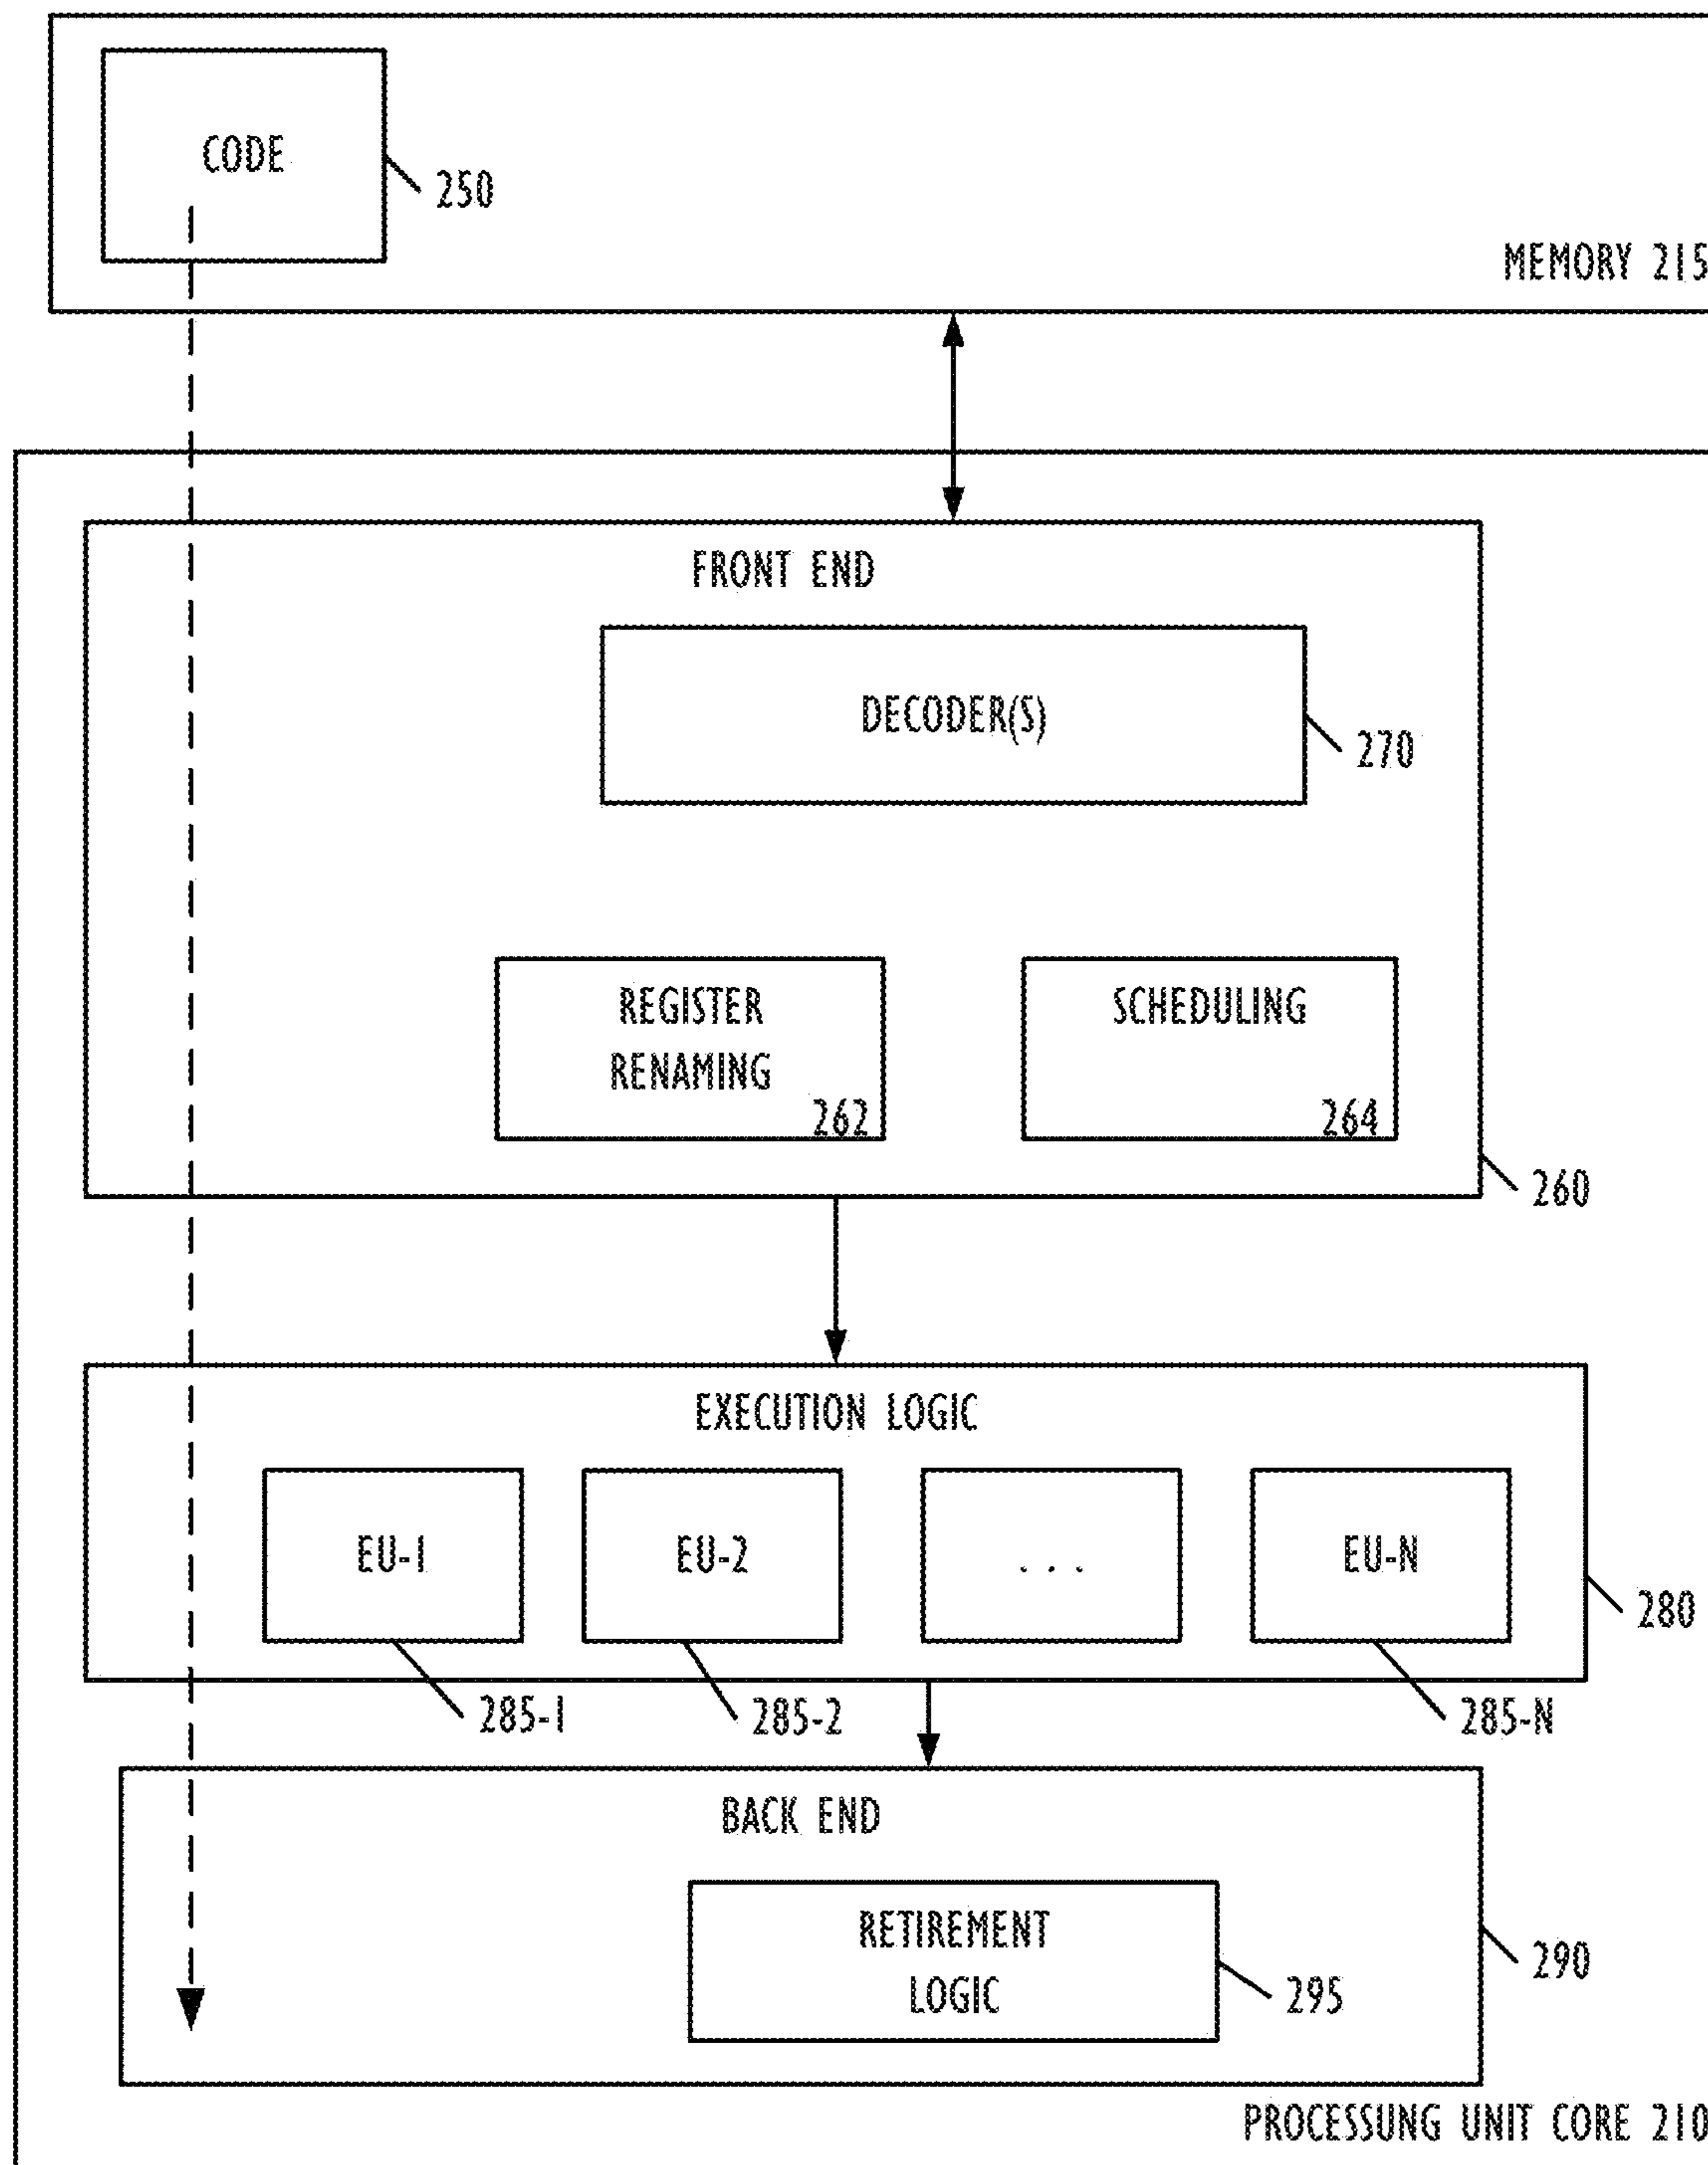 CODE
250
MEMORY 215
FRONT END
DECODER(S)
270
REGISTER
RENAMING
262
SCHEDULING
264
260
EXECUTION LOGIC
EU-1
EU-2
. . .
EU-N
280
285-1
285-2
285-N
BACK END
RETIREMENT
LOGIC
295
290
PROCESSUNG UNIT CORE 210